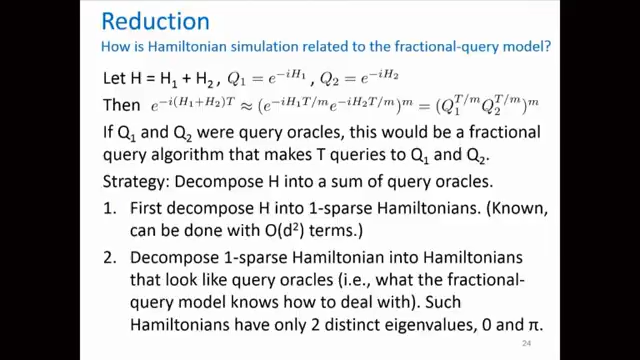 Reduction
How is Hamiltonian simulation related to the fractional-query model?
Let H = H₁ + H₂, Q₁ = e^{-iH₁}, Q₂ = e^{-iH₂}
Then e^{-i(H₁+H₂)T} ≈ (e^{-iH₁T/m}e^{-iH₂T/m})^m = (Q₁^{T/m}Q₂^{T/m})^m
If Q₁ and Q₂ were query oracles, this would be a fractional
query algorithm that makes T queries to Q₁ and Q₂.
Strategy: Decompose H into a sum of query oracles.
1. First decompose H into 1-sparse Hamiltonians. (Known,
can be done with O(d²) terms.)
2. Decompose 1-sparse Hamiltonian into Hamiltonians
that look like query oracles (i.e., what the fractional-
query model knows how to deal with). Such
Hamiltonians have only 2 distinct eigenvalues, 0 and π.
24